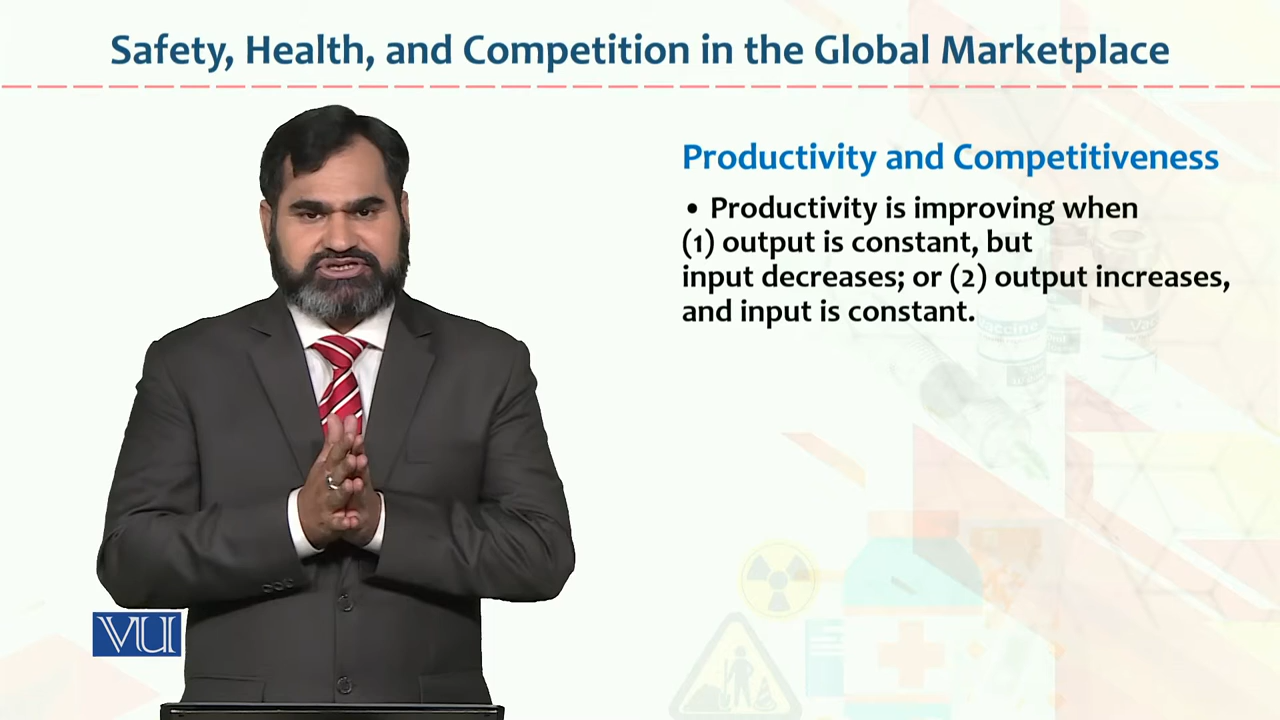 Safety, Health, and Competition in the Global Marketplace
Productivity and Competitiveness
• Productivity is improving when
(1) output is constant, but
input decreases; or (2) output increases,
and input is constant.
vaccine
VU